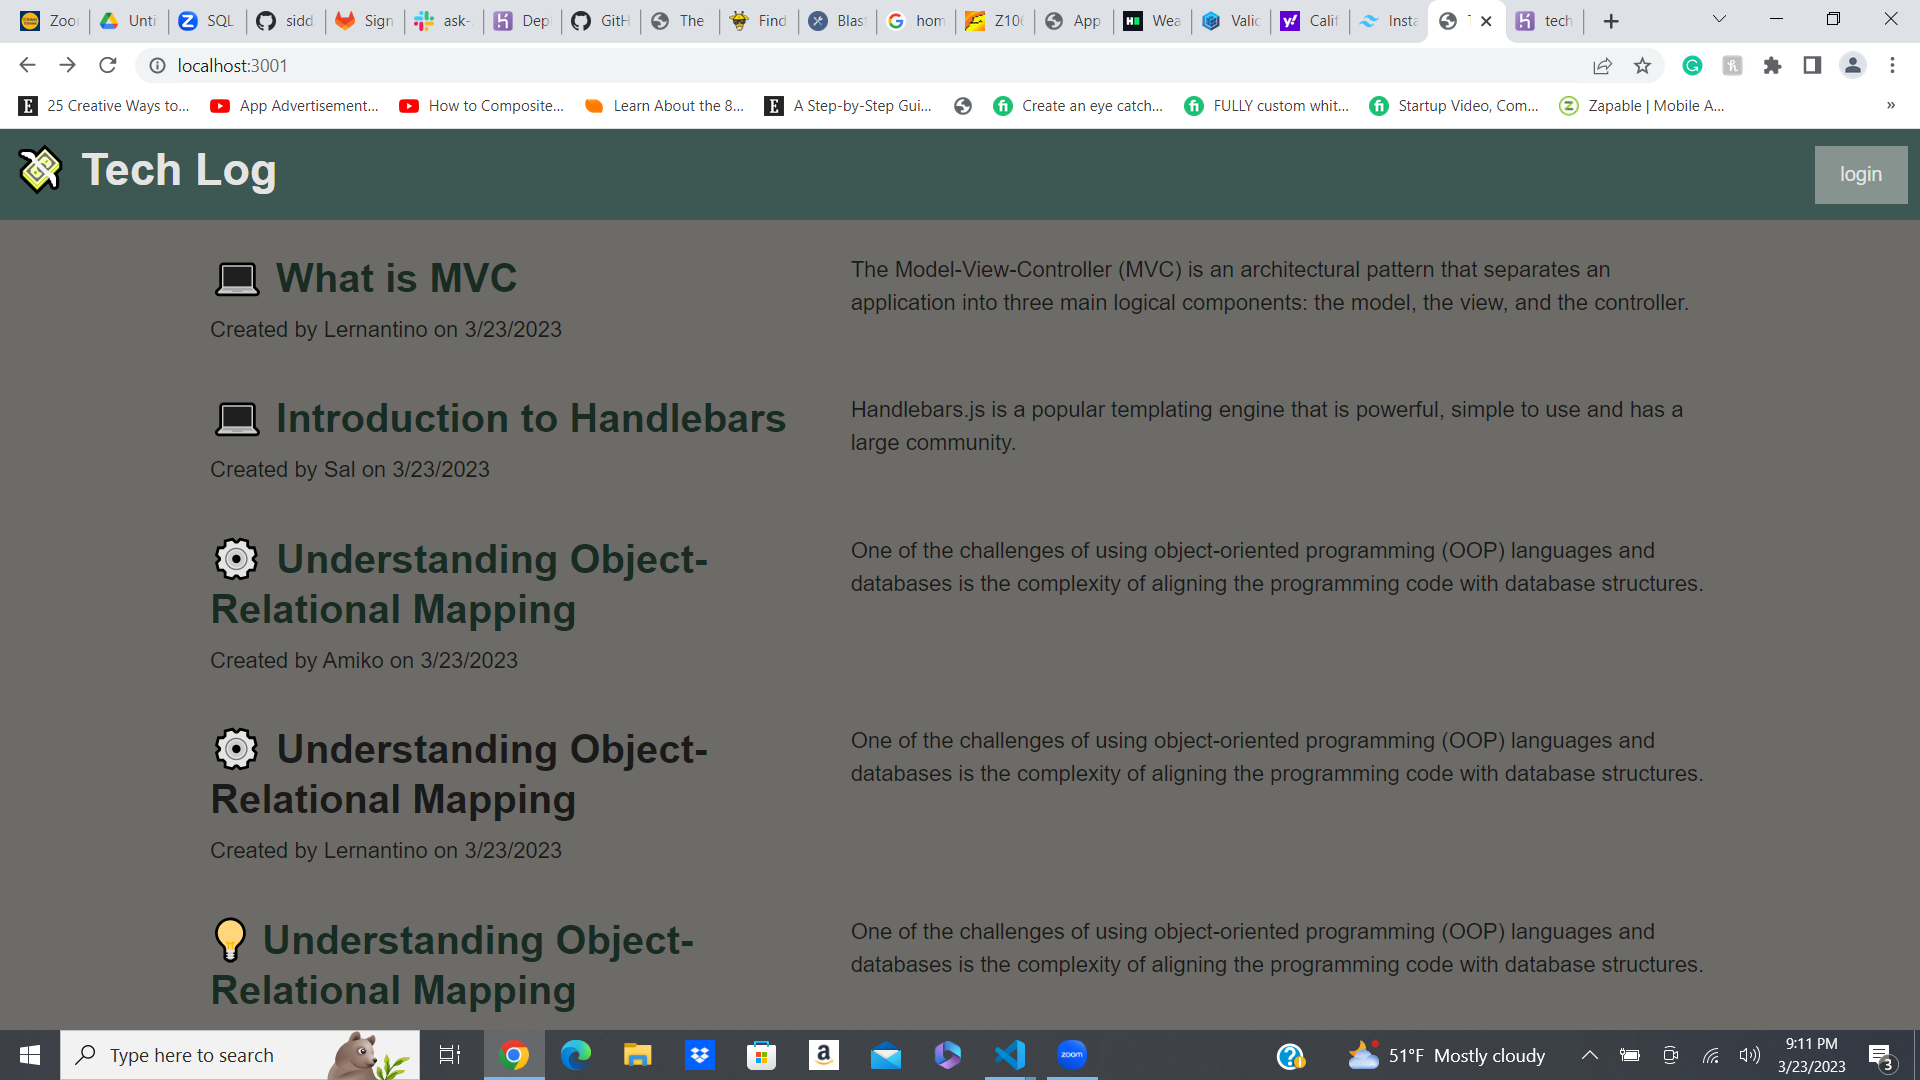 Zoo
Unti
SQL
sidd
Sign
ask-
Dep
GitH
The
Find
Blas
hom
Z10
App
Wea
Valid
Calif
Insta
tech
localhost:3001
25 Creative Ways to...
App Advertisement...
How to Composite...
Learn About the 8...
A Step-by-Step Gui...
Create an eye catch...
FULLY custom whit...
Startup Video, Com...
Zapable | Mobile A...
»
Tech Log
login
What is MVC
Created by Lernantino on 3/23/2023
The Model-View-Controller (MVC) is an architectural pattern that separates an
application into three main logical components: the model, the view, and the controller.
Introduction to Handlebars
Created by Sal on 3/23/2023
Handlebars.js is a popular templating engine that is powerful, simple to use and has a
large community.
Understanding Object-
Relational Mapping
Created by Amiko on 3/23/2023
One of the challenges of using object-oriented programming (OOP) languages and
databases is the complexity of aligning the programming code with database structures.
Understanding Object-
Relational Mapping
Created by Lernantino on 3/23/2023
One of the challenges of using object-oriented programming (OOP) languages and
databases is the complexity of aligning the programming code with database structures.
Understanding Object-
Relational Mapping
One of the challenges of using object-oriented programming (OOP) languages and
databases is the complexity of aligning the programming code with database structures.
Type here to search
zoom
51°F Mostly cloudy
9:11 PM
3/23/2023
3